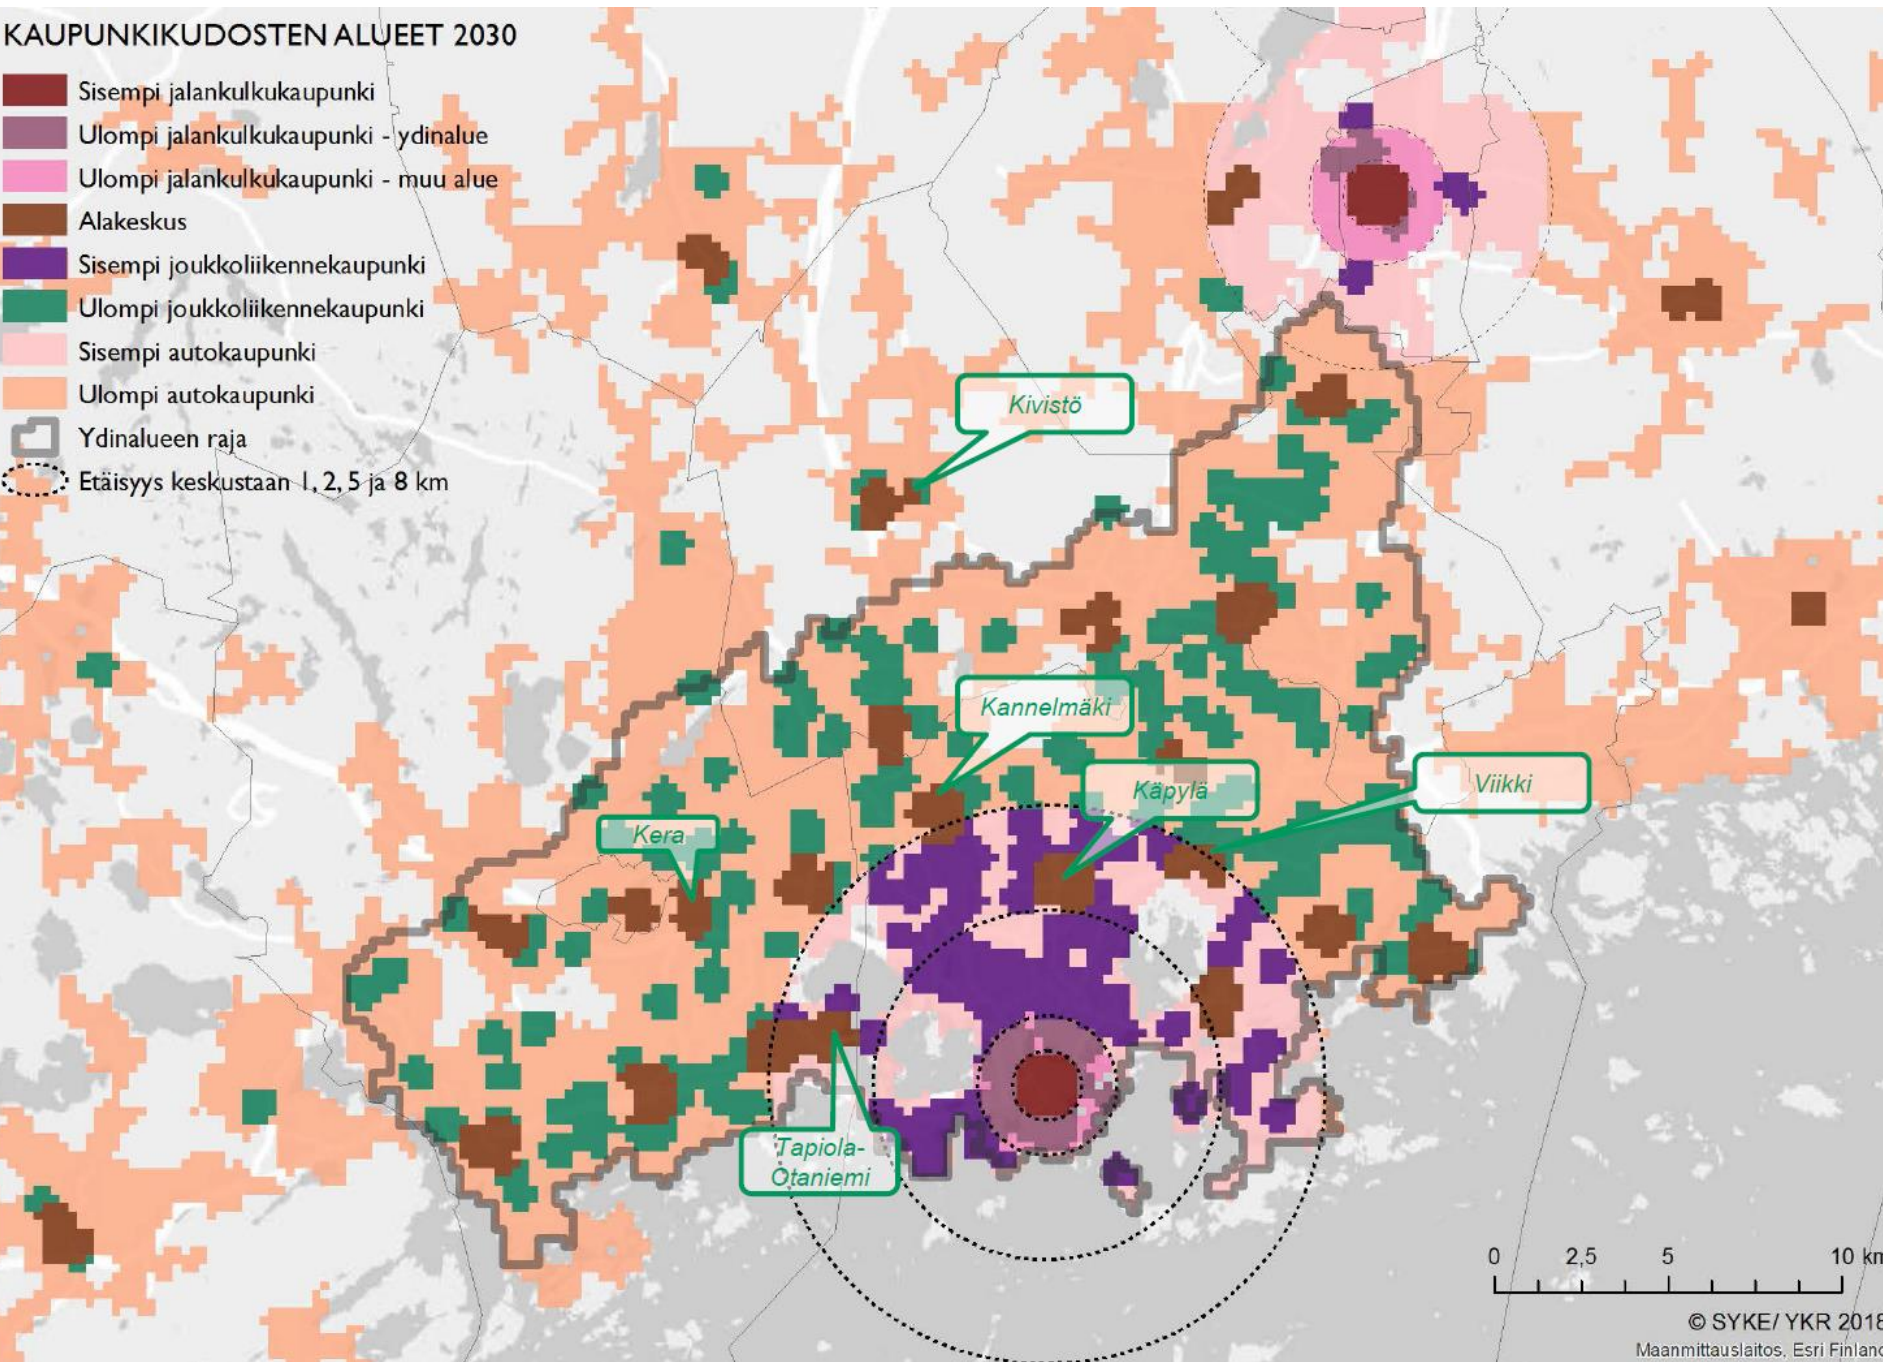 KAUPUNKIKUDOSTEN ALUEET 2030
Sisempi jalankulkukaupunki
Ulompi jalankulkukaupunki - ydinalue
Ulompi jalankulkukaupunki - muu alue
Alakeskus
Sisempi joukkoliikennekaupunki
Ulompi joukkoliikennekaupunki
Sisempi autokaupunki
Ulompi autokaupunki
Ydinalueen raja
Etäisyys keskustaan 1, 2, 5 ja 8 km
Kivistö
Kannelmäki
Käpylä
Viikki
Kera
Tapiola-
Otaniemi
0 2,5 5 10 km
© SYKE/ YKR 2018
Maanmittauslaitos, Esri Finland